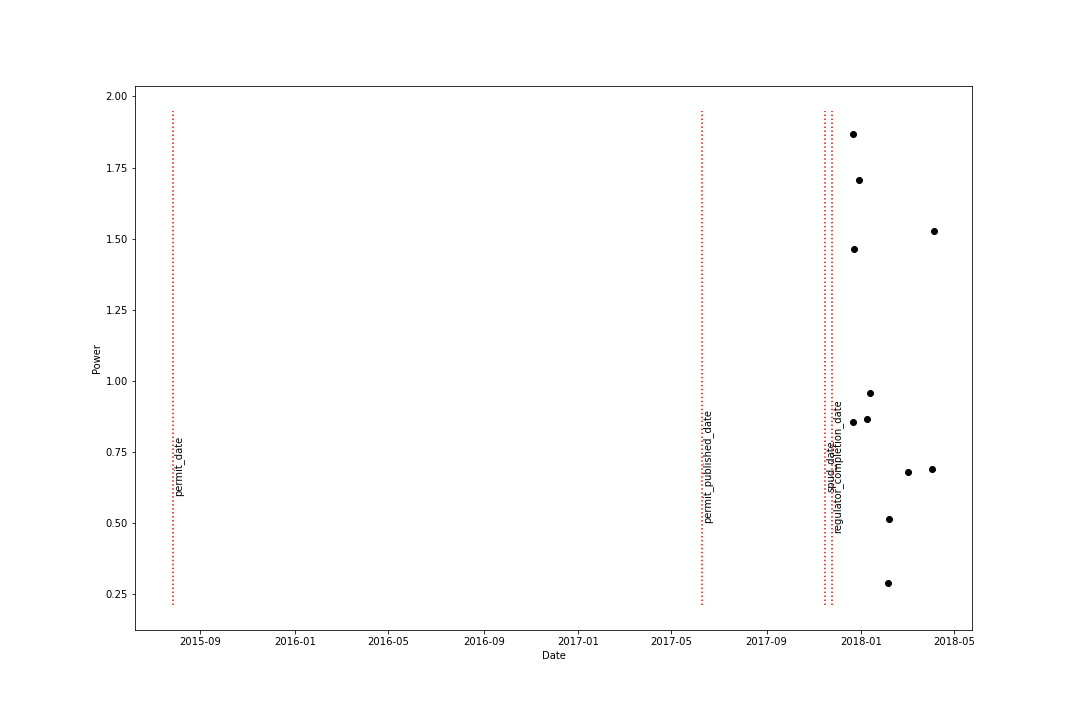 2.00
1.75
1.50
1.25
1.00
0.75
0.50
0.25
Power
permit_date
permit_published_date
spud_date
regulator_completion_date
2015-09
2016-01
2016-05
2016-09
2017-01
2017-05
2017-09
2018-01
2018-05
Date